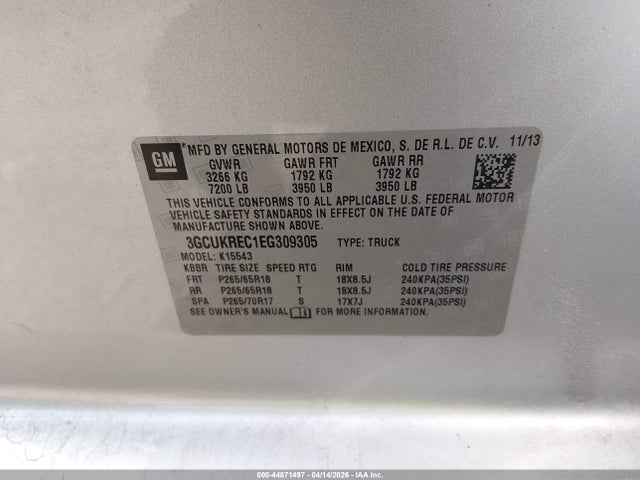 GM
*MFD BY GENERAL MOTORS DE MEXICO, S. DE R.L. DE C.V. 11/13
GVWR GAWR FRT GAWR RR
3266 KG 1792 KG 1792 KG
7200 LB 3950 LB 3950 LB
THIS VEHICLE CONFORMS TO ALL APPLICABLE U.S. FEDERAL MOTOR
VEHICLE SAFETY STANDARDS IN EFFECT ON THE DATE OF
MANUFACTURE SHOWN ABOVE.
3GCUKREC1EG309305 TYPE: TRUCK
MODEL: K15543
KBBR TIRE SIZE SPEED RTG RIM COLD TIRE PRESSURE
FRT P265/65R18 T 18X8.5J 240KPA(35PSI)
RR P265/65R18 T 18X8.5J 240KPA(35PSI)
SPA P265/70R17 S 17X7J 240KPA(35PSI)
SEE OWNER'S MANUAL FOR MORE INFORMATION.
000-44871497 - 04/14/2026 - IAA LLC